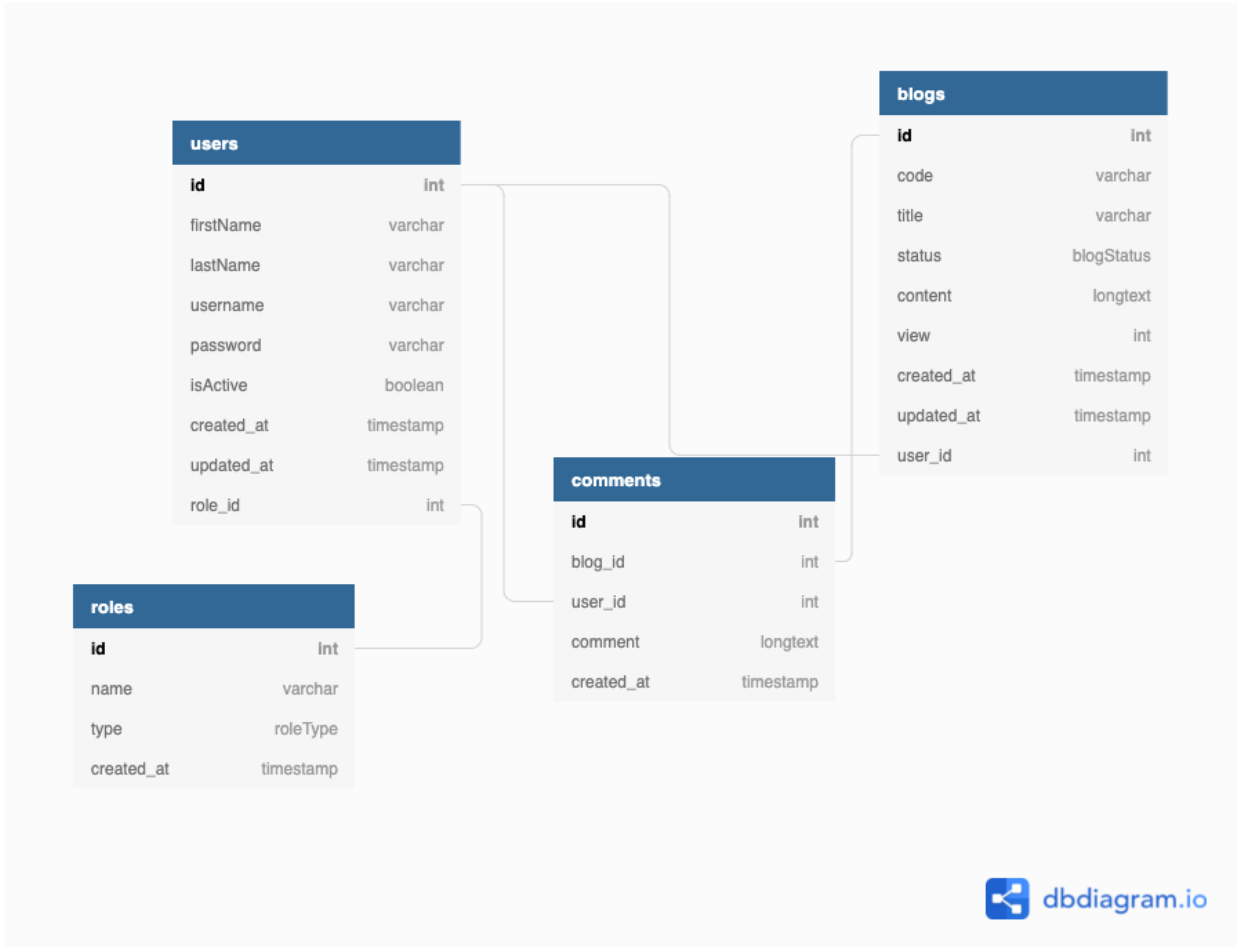 users
id int
firstName varchar
lastName varchar
username varchar
password varchar
isActive boolean
created_at timestamp
updated_at timestamp
role_id int
roles
id int
name varchar
type roleType
created_at timestamp
comments
id int
blog_id int
user_id int
comment longtext
created_at timestamp
blogs
id int
code varchar
title varchar
status blogStatus
content longtext
view int
created_at timestamp
updated_at timestamp
user_id int
dbdiagram.io